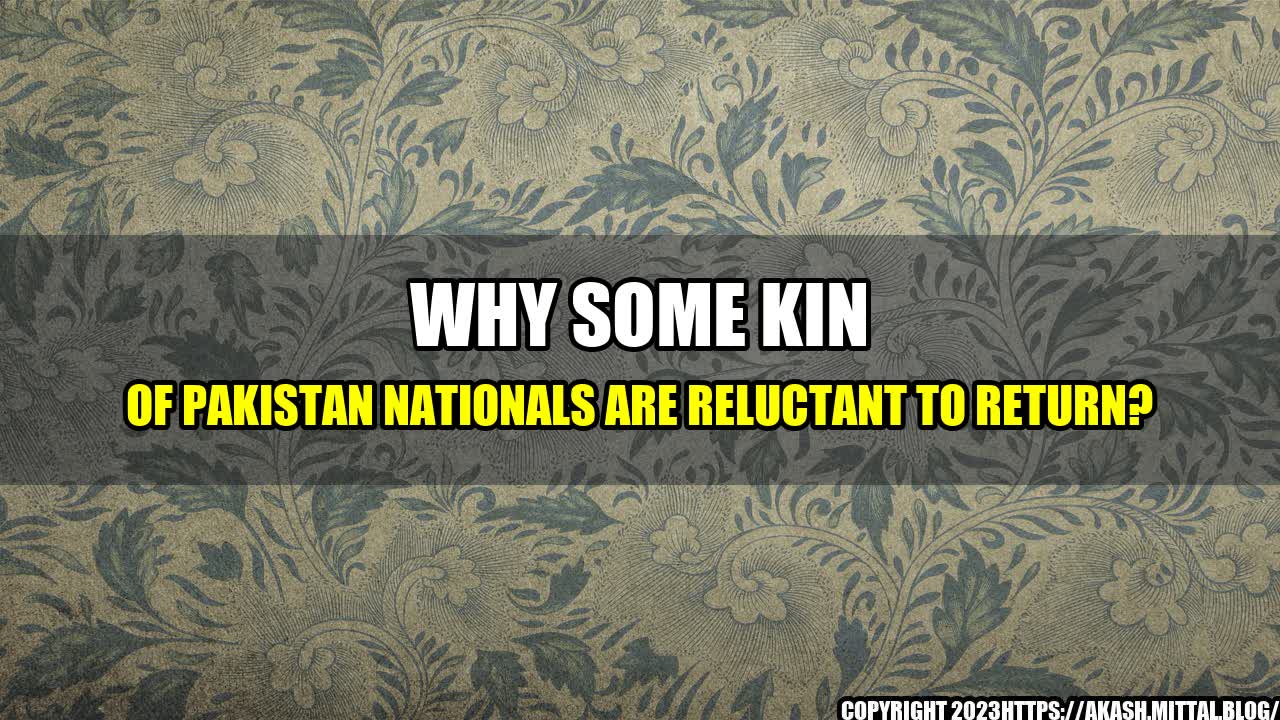 WHY SOME KIN
OF PAKISTAN NATIONALS ARE RELUCTANT TO RETURN?
COPYRIGHT 2023HTTPS://AKASH.MITTAL.BLOG/